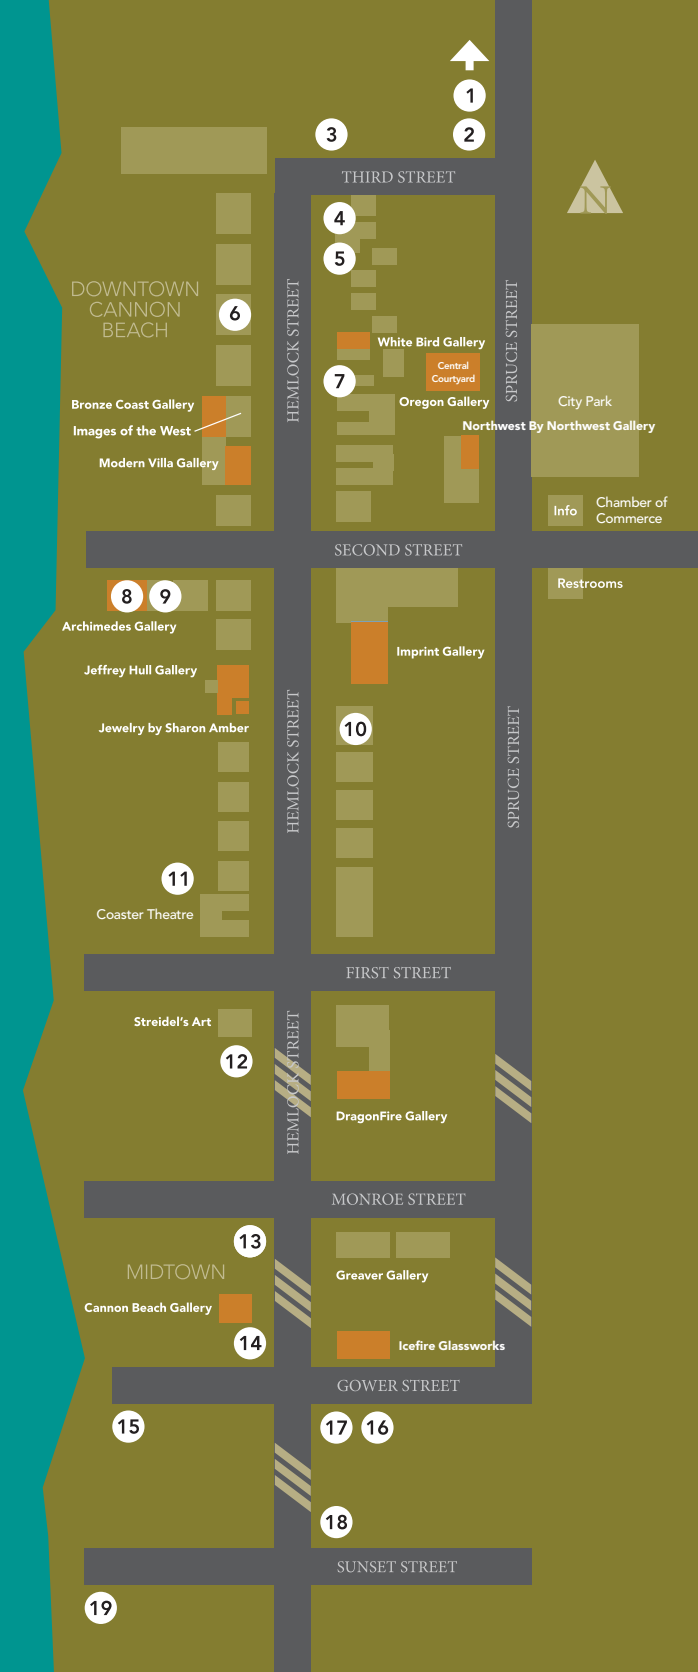 1
3
2
THIRD STREET
N
4
5
DOWNTOWN
CANNON
BEACH
6
HEMLOCK STREET
SPRUCE STREET
White Bird Gallery
Central
Courtyard
7
Oregon Gallery
City Park
Bronze Coast Gallery
Images of the West
Northwest By Northwest Gallery
Modern Villa Gallery
Info
Chamber of
Commerce
SECOND STREET
Restrooms
8
9
Archimedes Gallery
Imprint Gallery
Jeffrey Hull Gallery
Jewelry by Sharon Amber
10
HEMLOCK STREET
SPRUCE STREET
11
Coaster Theatre
FIRST STREET
Streidel's Art
12
HEMLOCK STREET
DragonFire Gallery
MONROE STREET
13
MIDTOWN
Greaver Gallery
Cannon Beach Gallery
14
Icefire Glassworks
GOWER STREET
15
17
16
18
SUNSET STREET
19